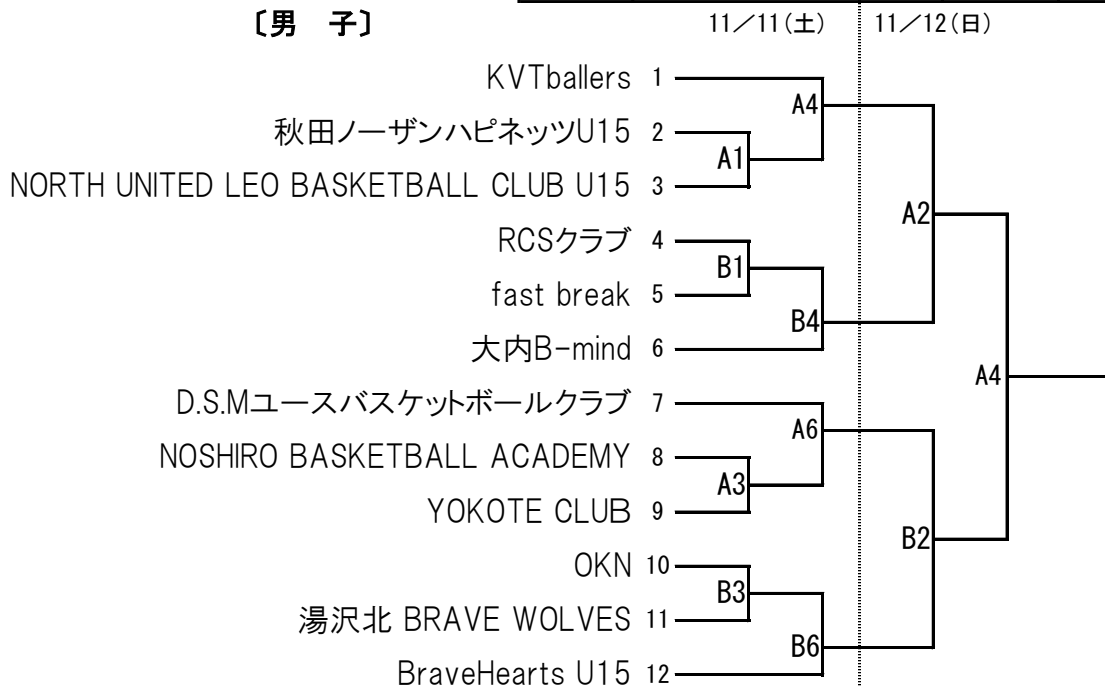 〔男　子〕
11／11(土)
11／12(日)
KVTballers 1
A4
秋田ノーザンハピネッツU15 2
A1
NORTH UNITED LEO BASKETBALL CLUB U15 3
A2
RCSクラブ 4
B1
fast break 5
B4
大内B-mind 6
A4
D.S.Mユースバスケットボールクラブ 7
A6
NOSHIRO BASKETBALL ACADEMY 8
A3
YOKOTE CLUB 9
B2
OKN 10
B3
湯沢北 BRAVE WOLVES 11
B6
BraveHearts U15 12